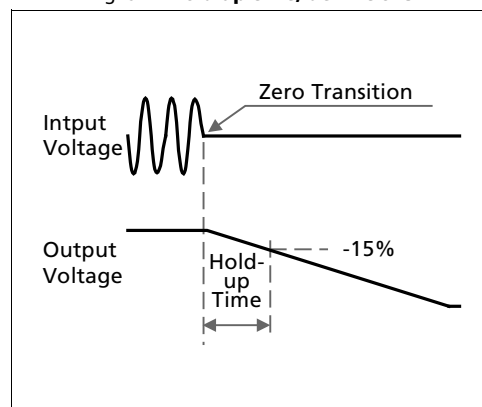 Zero Transition
Intput
Voltage
Output
Voltage
-15%
Hold-
up
Time